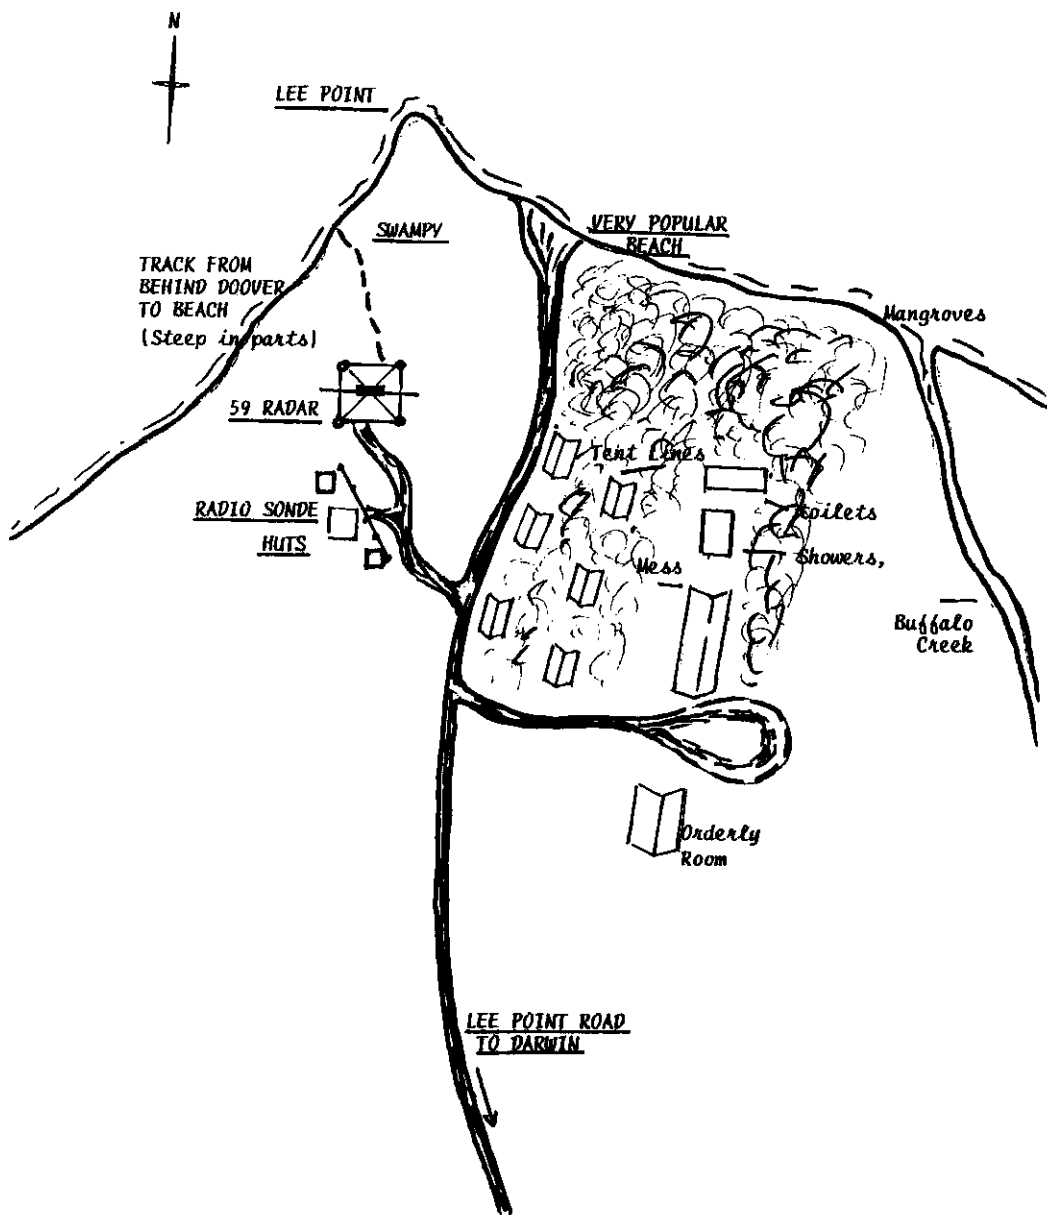 N
LEE POINT
SWAMPY
VERY POPULAR
BEACH
TRACK FROM
BEHIND DOOVER
TO BEACH
(Steep in parts)
Mangroves
59 RADAR
Tent Lines
RADIO SONDE
HUTS
Toilets
Showers,
Mess
Buffalo
Creek
Orderly
Room
LEE POINT ROAD
TO DARWIN